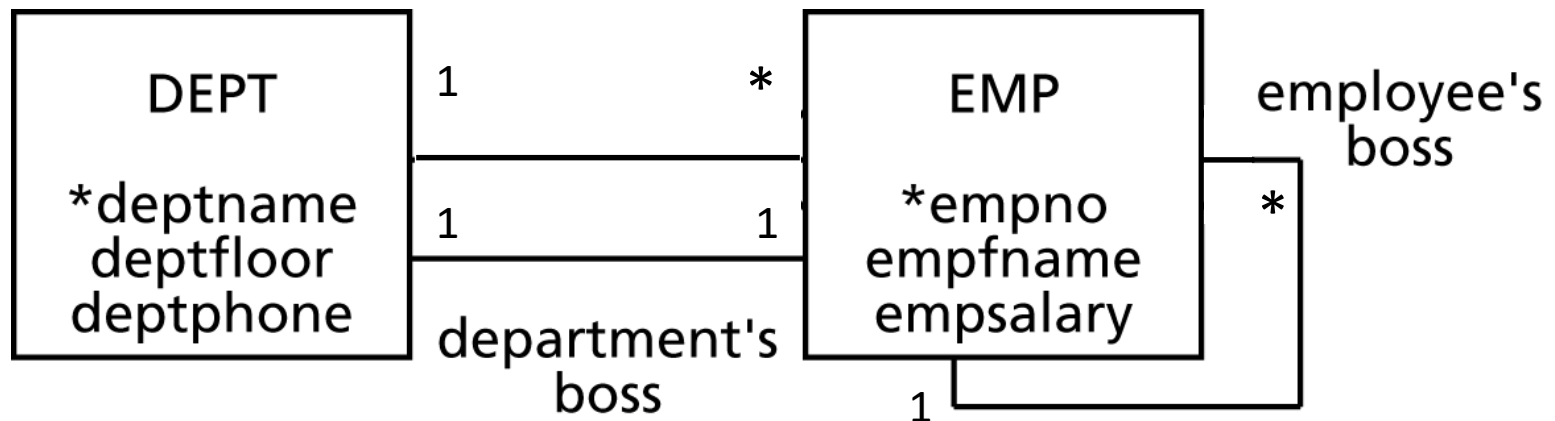 DEPT
*deptname
deptfloor
deptphone
1
*
1
1
department's
boss
EMP
*empno
empfname
empsalary
employee's
boss
*
1